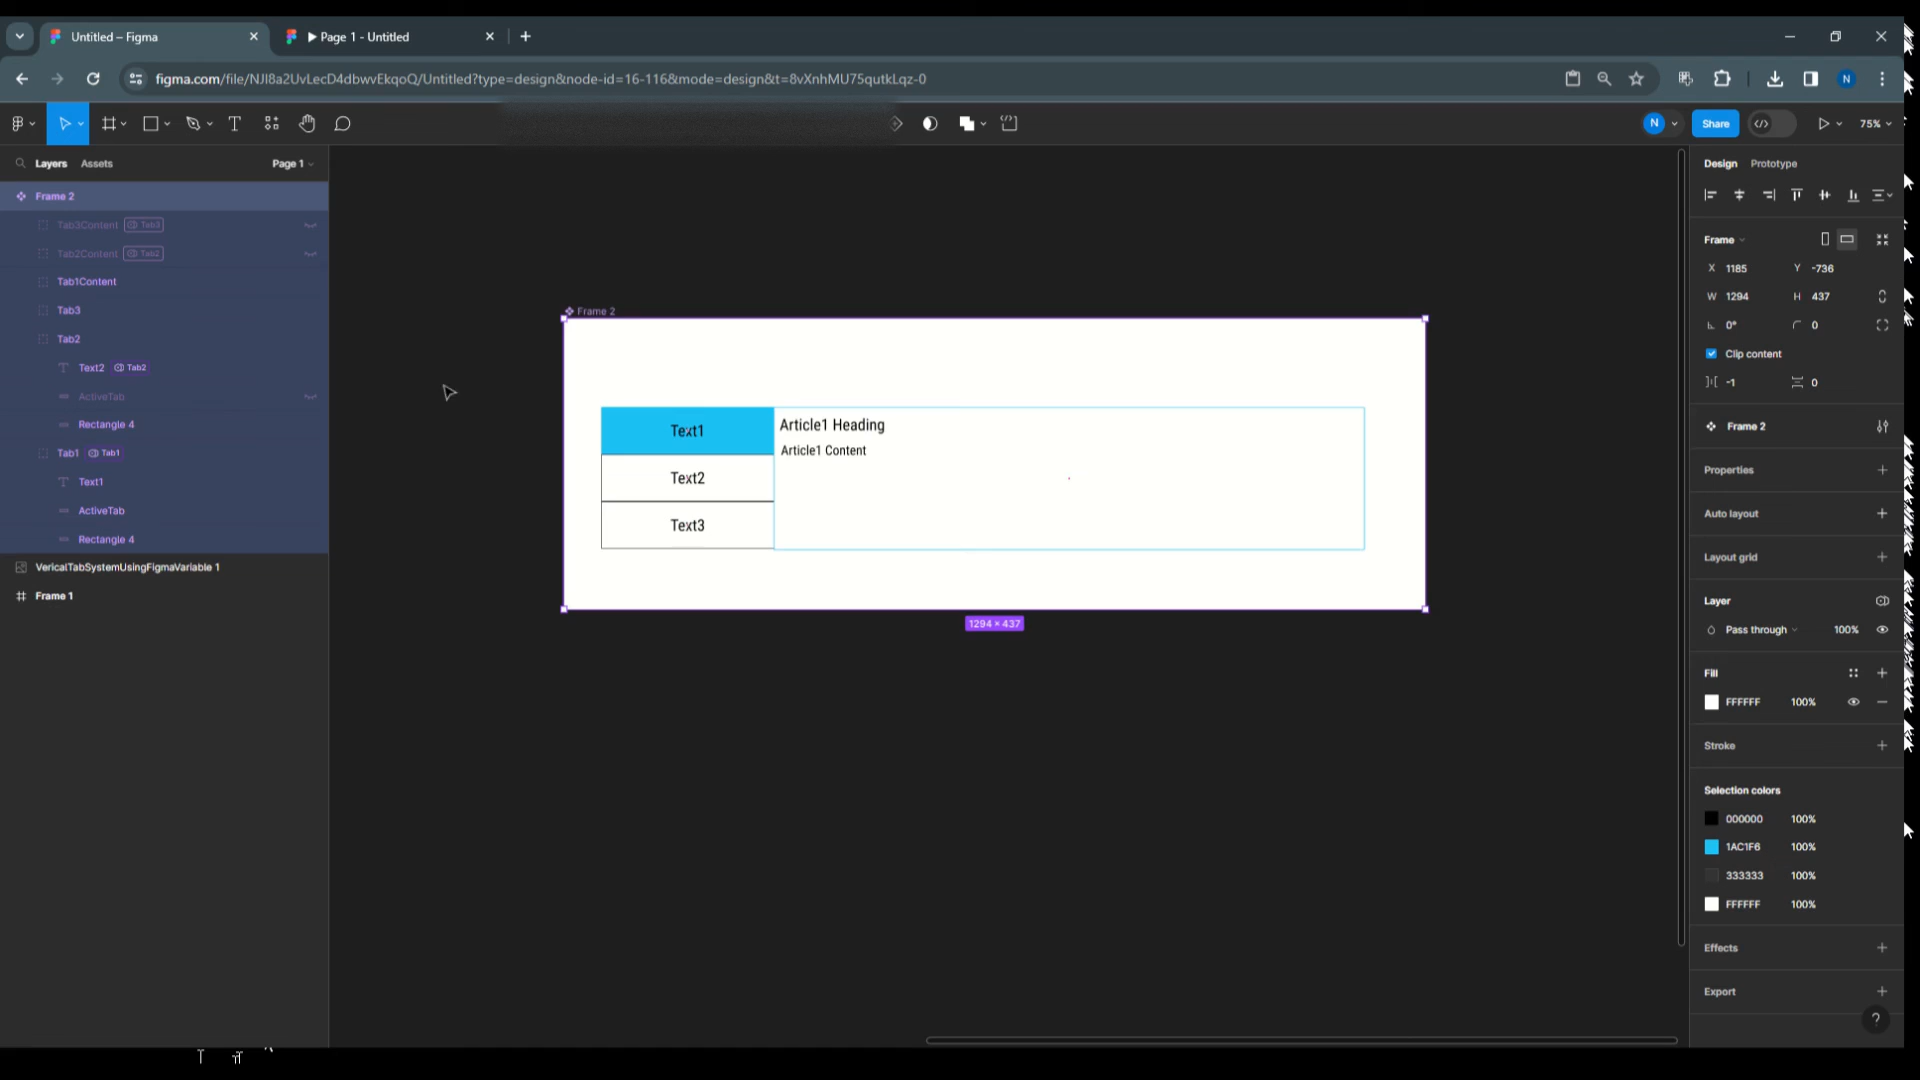 Untitled – Figma
▶ Page 1 - Untitled
figma.com/file/NJI8a2UvLecD4dbwvEkqoQ/Untitled?type=design&node-id=16-116&mode=design&t=8vXnhMU75qutkLqz-0
N
N
Share
75%
Layers
Assets
Page 1
Frame 2
Tab3Content
Tab3
Tab2Content
Tab2
Tab1Content
Tab3
Tab2
Text2
Tab2
ActiveTab
Rectangle 4
Tab1
Tab1
Text1
ActiveTab
Rectangle 4
VericalTabSystemUsingFigmaVariable 1
Frame 1
Frame 2
Text1
Text2
Text3
Article1 Heading
Article1 Content
1294 × 437
Design
Prototype
Frame
X 1185
Y -736
W 1294
H 437
0°
0
Clip content
-1
0
Frame 2
Properties
Auto layout
Layout grid
Layer
Pass through
100%
Fill
FFFFFF 100%
Stroke
Selection colors
000000 100%
1AC1F6 100%
333333 100%
FFFFFF 100%
Effects
Export
?